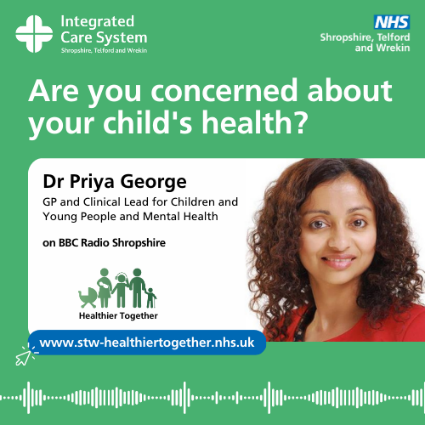 Integrated
Care System
Shropshire, Telford and Wrekin
NHS
Shropshire, Telford
and Wrekin
Are you concerned about
your child's health?
Dr Priya George
GP and Clinical Lead for Children and
Young People and Mental Health
on BBC Radio Shropshire
Healthier Together
www.stw-healthiertogether.nhs.uk